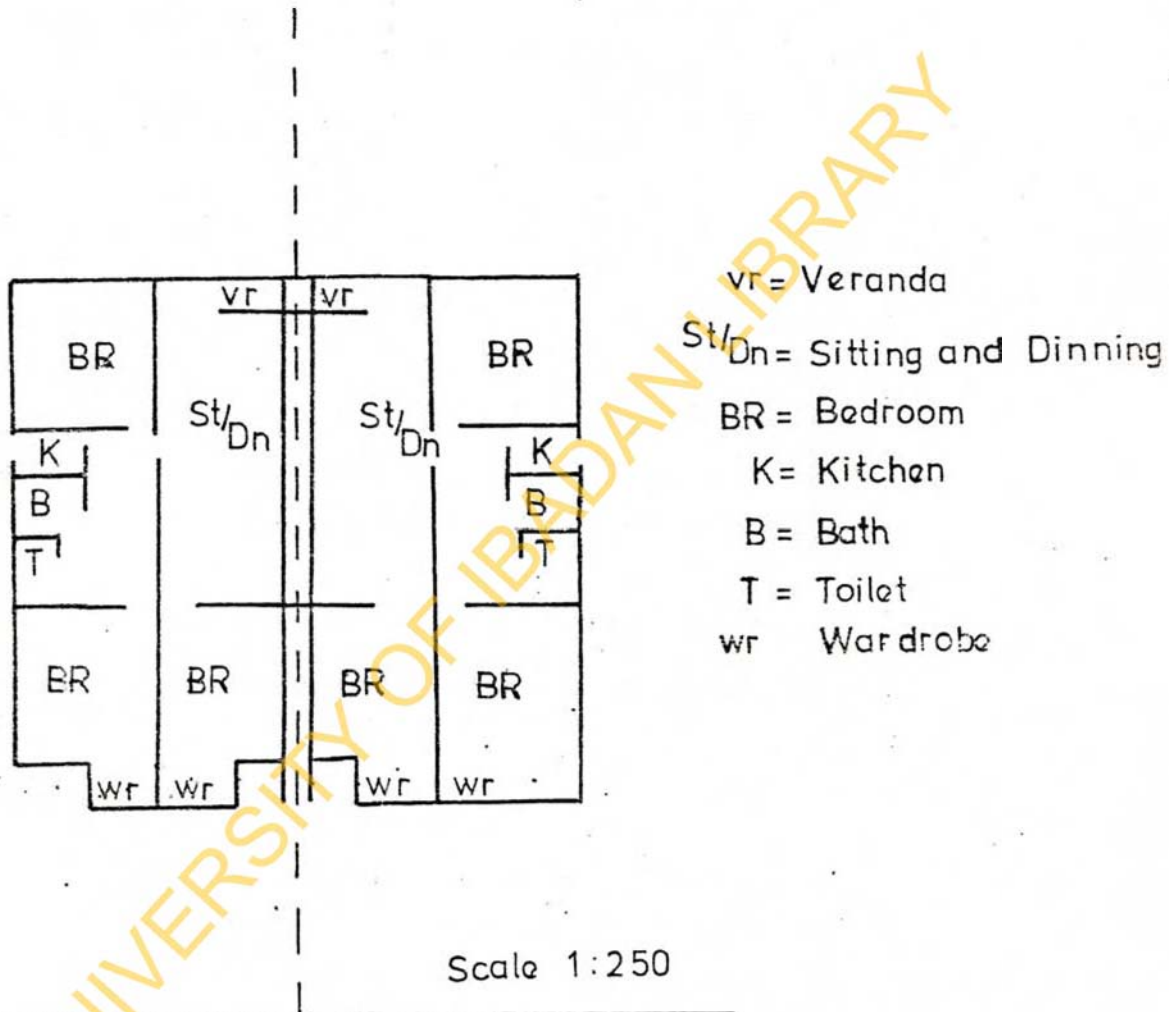 vr vr
BR BR
St/Dn St/Dn
K K
B B
T T
BR BR BR BR
wr wr wr wr
vr = Veranda
St/Dn = Sitting and Dinning
BR = Bedroom
K = Kitchen
B = Bath
T = Toilet
wr Wardrobe
Scale 1:250
UNIVERSITY OF IBADAN LIBRARY